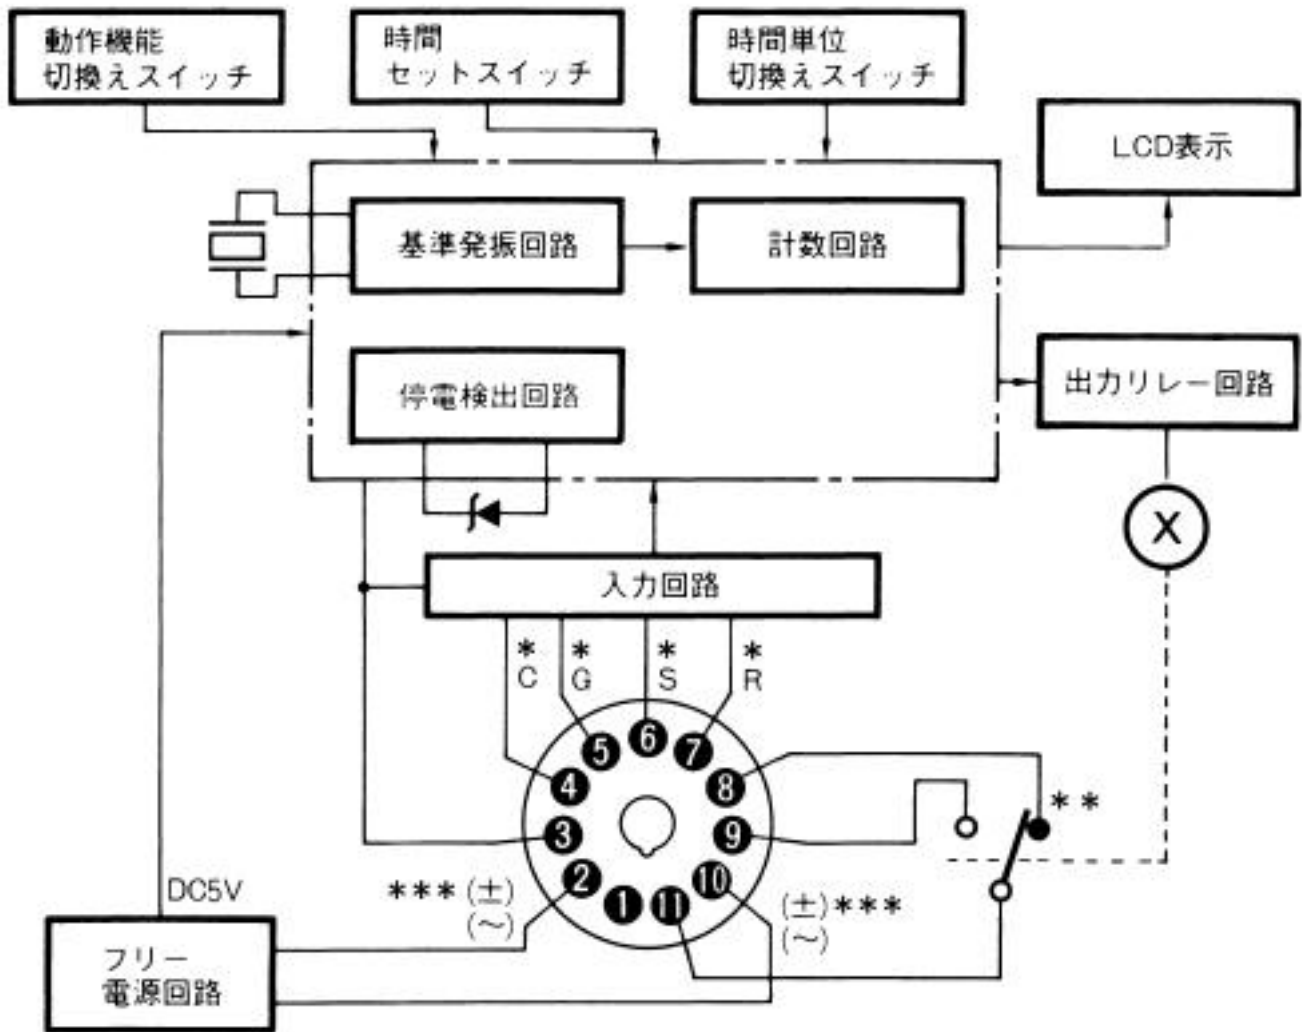 動作機能
切換えスイッチ
時間
セットスイッチ
時間単位
切換えスイッチ
LCD表示
基準発振回路
計数回路
停電検出回路
出力リレー回路
X
入力回路
*
C
*
G
*
S
*
R
5
6
7
4
8
3
9
2
10
1
11
**
DC5V
***(±)
(〜)
(±)***
(〜)
フリー
電源回路